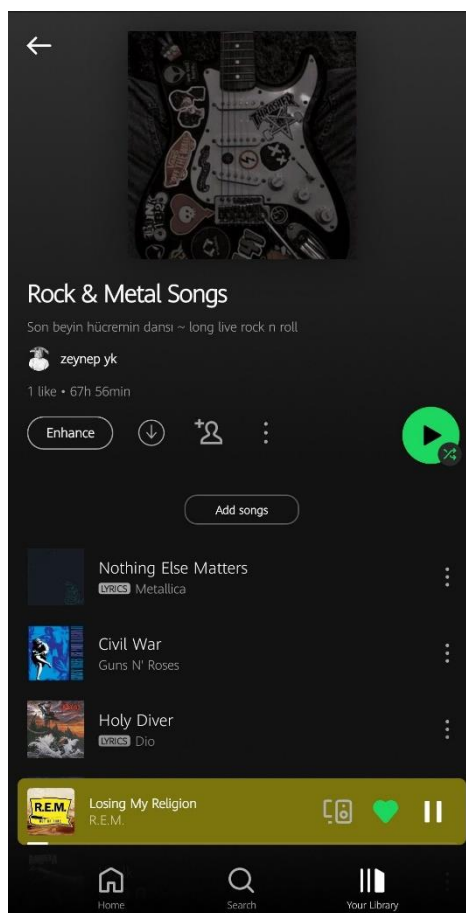 THRASHER
Rock & Metal Songs
Son beyin hücremin dansı ~ long live rock n roll
zeynep yk
1 like • 67h 56min
Enhance
Add songs
Nothing Else Matters
LYRICS Metallica
Civil War
Guns N' Roses
Holy Diver
LYRICS Dio
R.E.M.
Losing My Religion
R.E.M.
Home
Search
Your Library